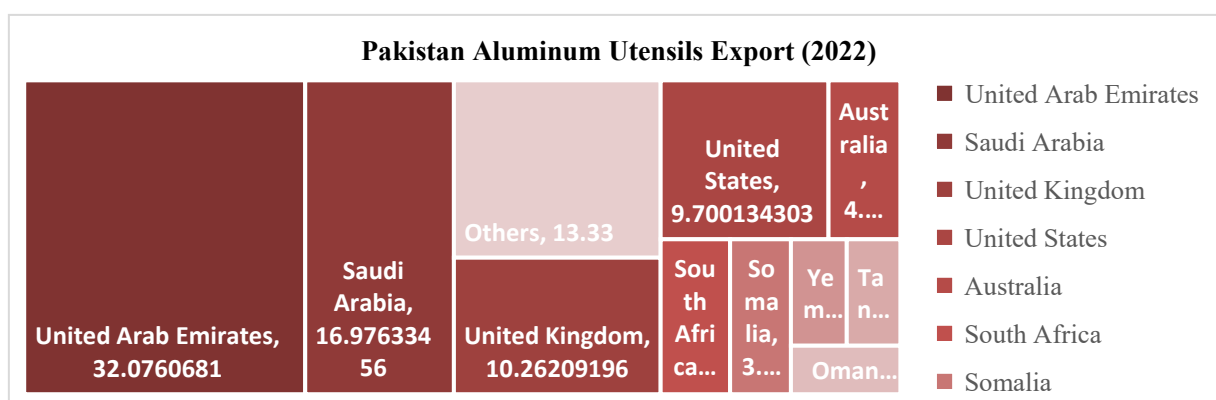 Pakistan Aluminum Utensils Export (2022)
United Arab Emirates,
32.0760681
Saudi
Arabia,
16.976334
56
Others, 13.33
United Kingdom,
10.26209196
United
States,
9.700134303
Aust
ralia
,
4....
Sou
th
Afri
ca...
So
ma
lia,
3....
Ye
m...
Ta
n...
Oman...
United Arab Emirates
Saudi Arabia
United Kingdom
United States
Australia
South Africa
Somalia